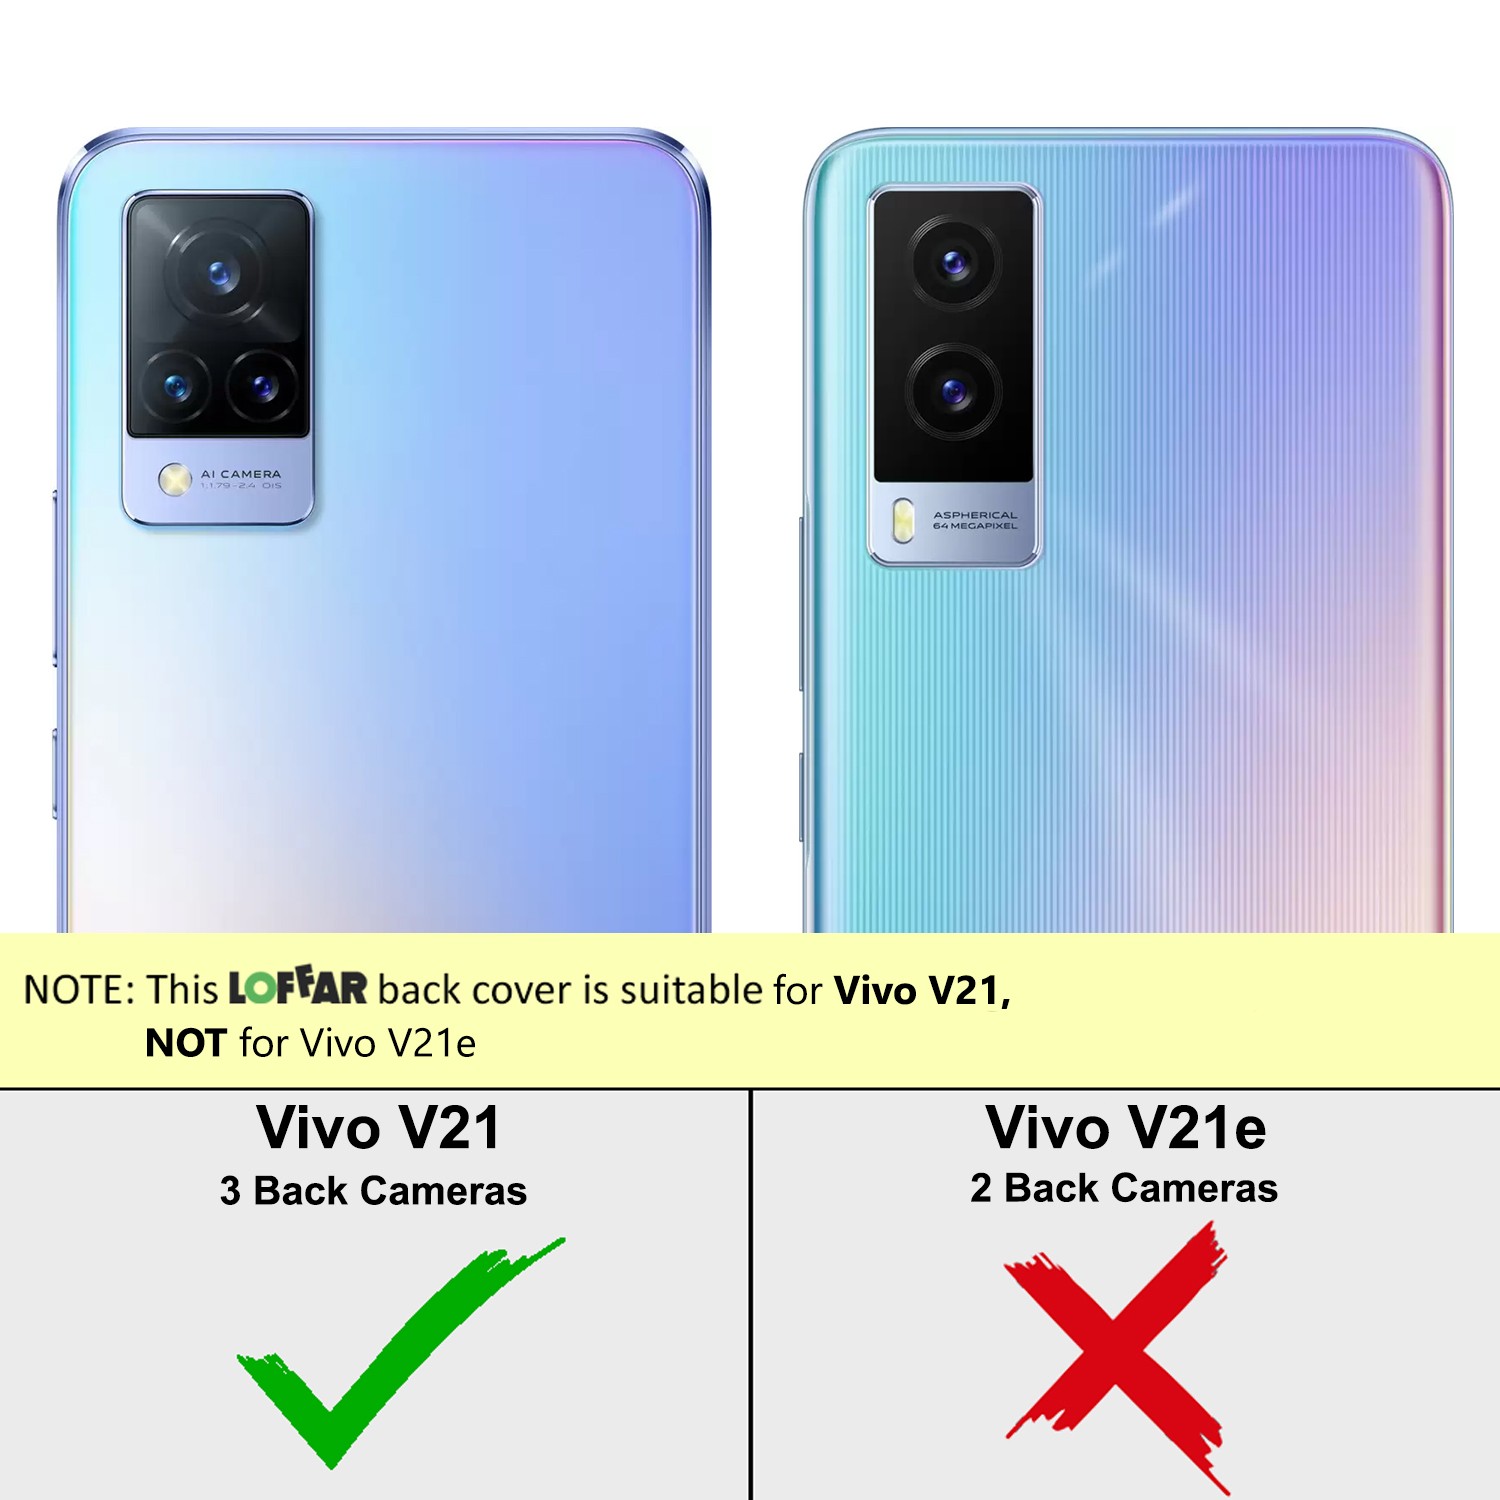 AI CAMERA
1:1.79-2.4 OIS
ASPHERICAL
64 MEGAPIXEL
NOTE: This LOFFAR back cover is suitable for Vivo V21,
NOT for Vivo V21e
Vivo V21
3 Back Cameras
Vivo V21e
2 Back Cameras